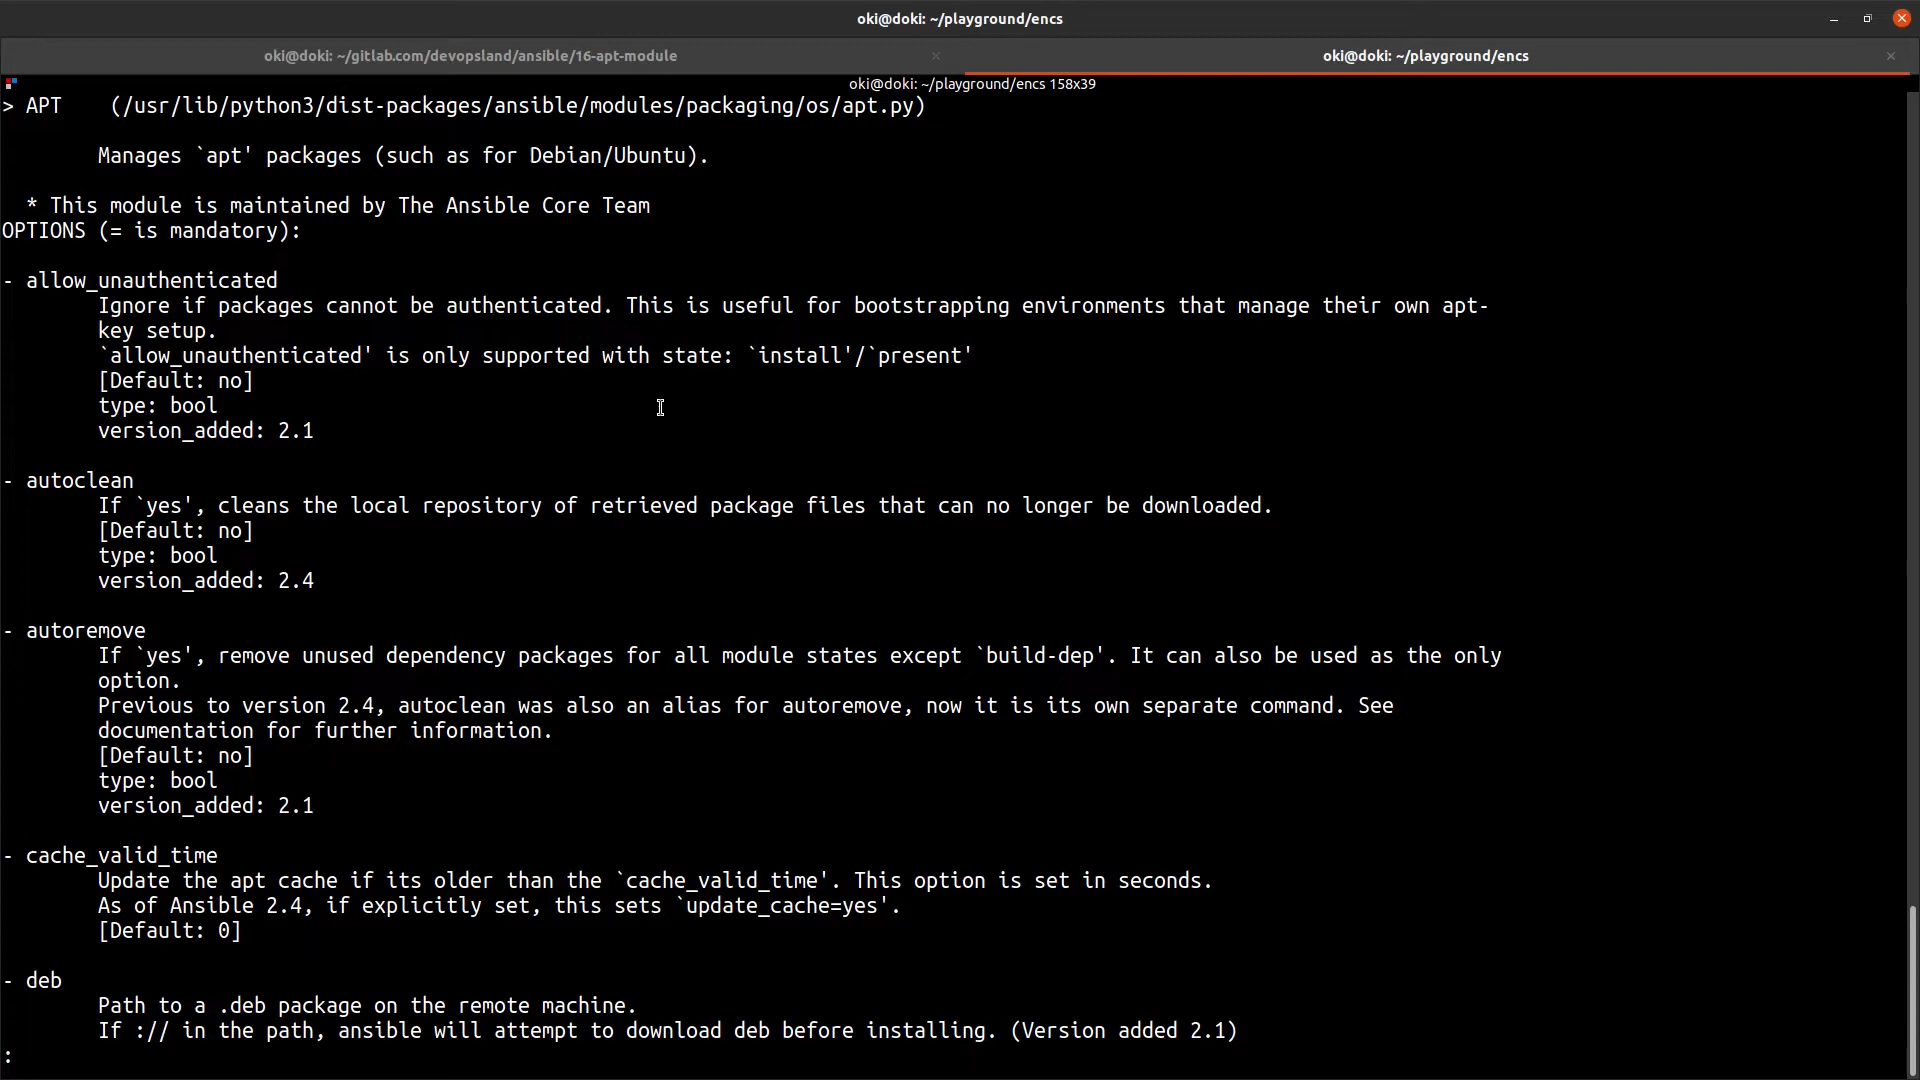 oki@doki: ~/playground/encs
oki@doki: ~/gitlab.com/devopsland/ansible/16-apt-module
oki@doki: ~/playground/encs
oki@doki: ~/playground/encs 158x39
> APT    (/usr/lib/python3/dist-packages/ansible/modules/packaging/os/apt.py)
        Manages `apt' packages (such as for Debian/Ubuntu).
  * This module is maintained by The Ansible Core Team
OPTIONS (= is mandatory):
- allow_unauthenticated
        Ignore if packages cannot be authenticated. This is useful for bootstrapping environments that manage their own apt-
        key setup.
        `allow_unauthenticated' is only supported with state: `install'/`present'
        [Default: no]
        type: bool
        version_added: 2.1
- autoclean
        If `yes', cleans the local repository of retrieved package files that can no longer be downloaded.
        [Default: no]
        type: bool
        version_added: 2.4
- autoremove
        If `yes', remove unused dependency packages for all module states except `build-dep'. It can also be used as the only
        option.
        Previous to version 2.4, autoclean was also an alias for autoremove, now it is its own separate command. See
        documentation for further information.
        [Default: no]
        type: bool
        version_added: 2.1
- cache_valid_time
        Update the apt cache if its older than the `cache_valid_time'. This option is set in seconds.
        As of Ansible 2.4, if explicitly set, this sets `update_cache=yes'.
        [Default: 0]
- deb
        Path to a .deb package on the remote machine.
        If :// in the path, ansible will attempt to download deb before installing. (Version added 2.1)
: